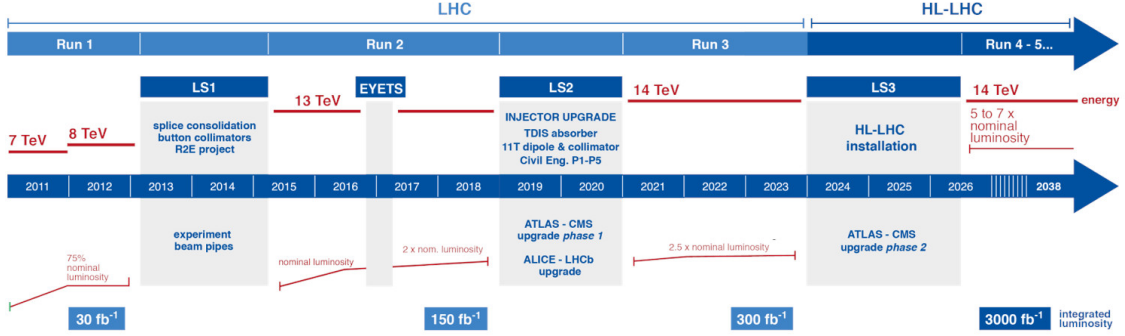 LHC
HL-LHC
Run 1
Run 2
Run 3
Run 4 - 5...
LS1
EYETS
LS2
LS3
7 TeV
8 TeV
13 TeV
14 TeV
14 TeV
energy
splice consolidation
button collimators
R2E project
INJECTOR UPGRADE
TDIS absorber
11T dipole & collimator
Civil Eng. P1-P5
HL-LHC
installation
5 to 7 x
nominal
luminosity
2011
2012
2013
2014
2015
2016
2017
2018
2019
2020
2021
2022
2023
2024
2025
2026
2038
75%
nominal
luminosity
experiment
beam pipes
nominal luminosity
2 x nom. luminosity
ATLAS - CMS
upgrade phase 1
ALICE - LHCb
upgrade
2.5 x nominal luminosity
ATLAS - CMS
upgrade phase 2
30 fb⁻¹
150 fb⁻¹
300 fb⁻¹
3000 fb⁻¹
integrated
luminosity